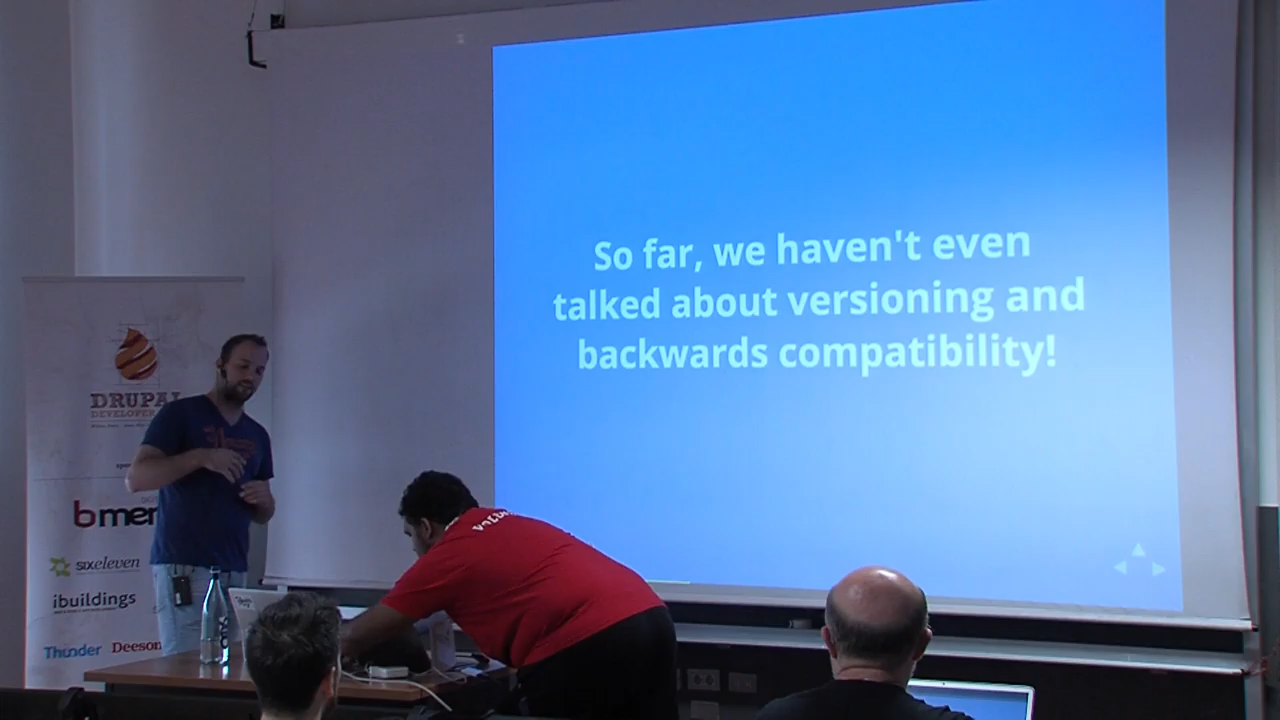 So far, we haven't even
talked about versioning and
backwards compatibility!
DRUPAL
DEVELOPER
bmer
sixeleven
ibuildings
Thunder Deeson